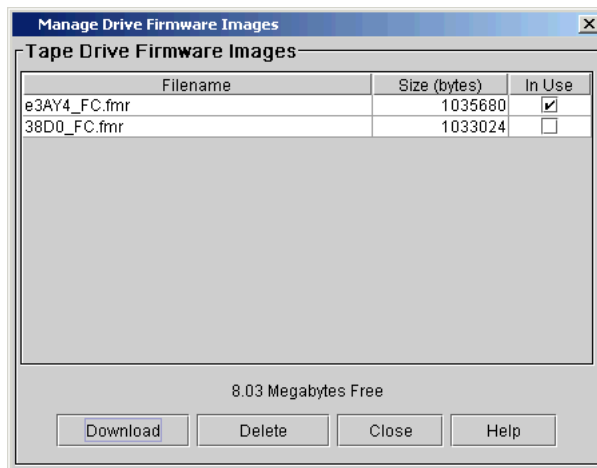 Manage Drive Firmware Images
Tape Drive Firmware Images
Filename Size (bytes) In Use
e3AY4_FC.fmr 1035680
38D0_FC.fmr 1033024
8.03 Megabytes Free
Download Delete Close Help